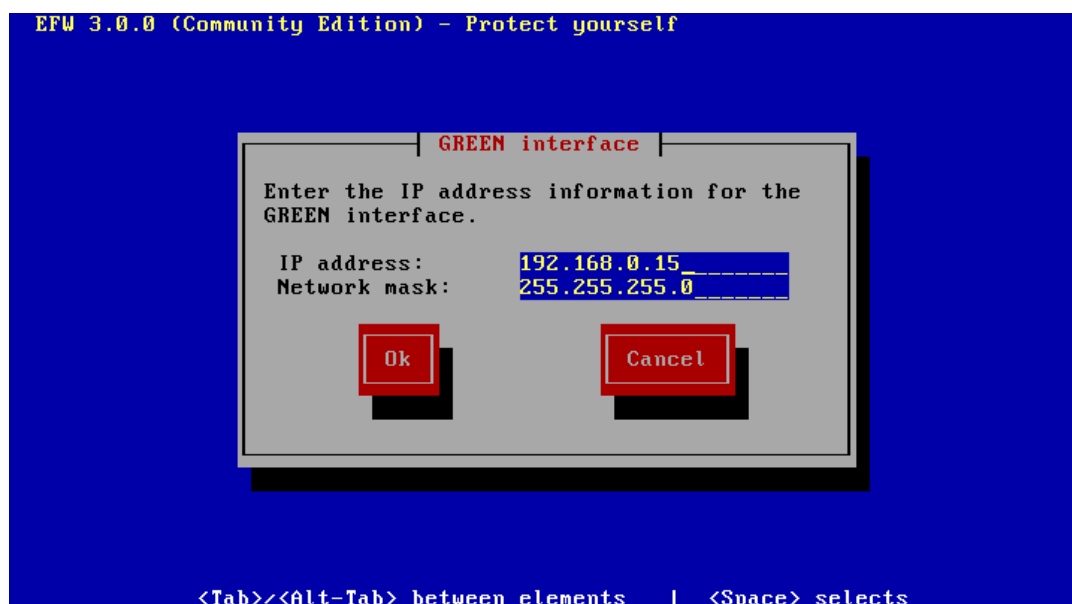 EFW 3.0.0 (Community Edition) - Protect yourself
GREEN interface
Enter the IP address information for the
GREEN interface.
IP address: 192.168.0.15_______
Network mask: 255.255.255.0_______
Ok Cancel
<Tab>/<Alt-Tab> between elements | <Space> selects